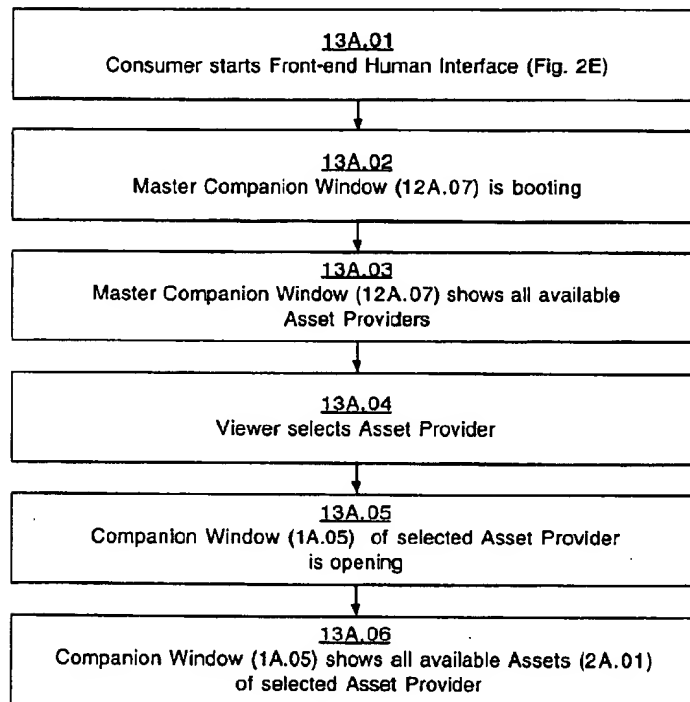 13A.01
Consumer starts Front-end Human Interface (Fig. 2E)
13A.02
Master Companion Window (12A.07) is booting
13A.03
Master Companion Window (12A.07) shows all available
Asset Providers
13A.04
Viewer selects Asset Provider
13A.05
Companion Window (1A.05) of selected Asset Provider
is opening
13A.06
Companion Window (1A.05) shows all available Assets (2A.01)
of selected Asset Provider